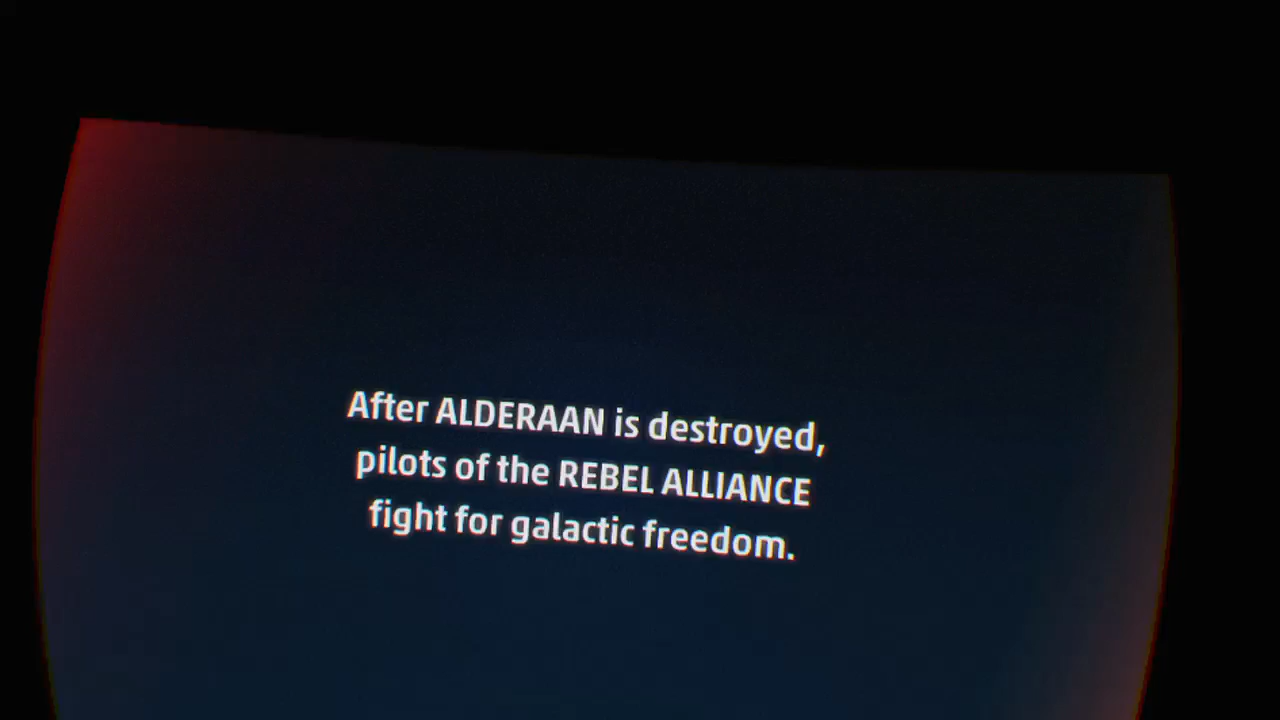 After ALDERAAN is destroyed,
pilots of the REBEL ALLIANCE
fight for galactic freedom.